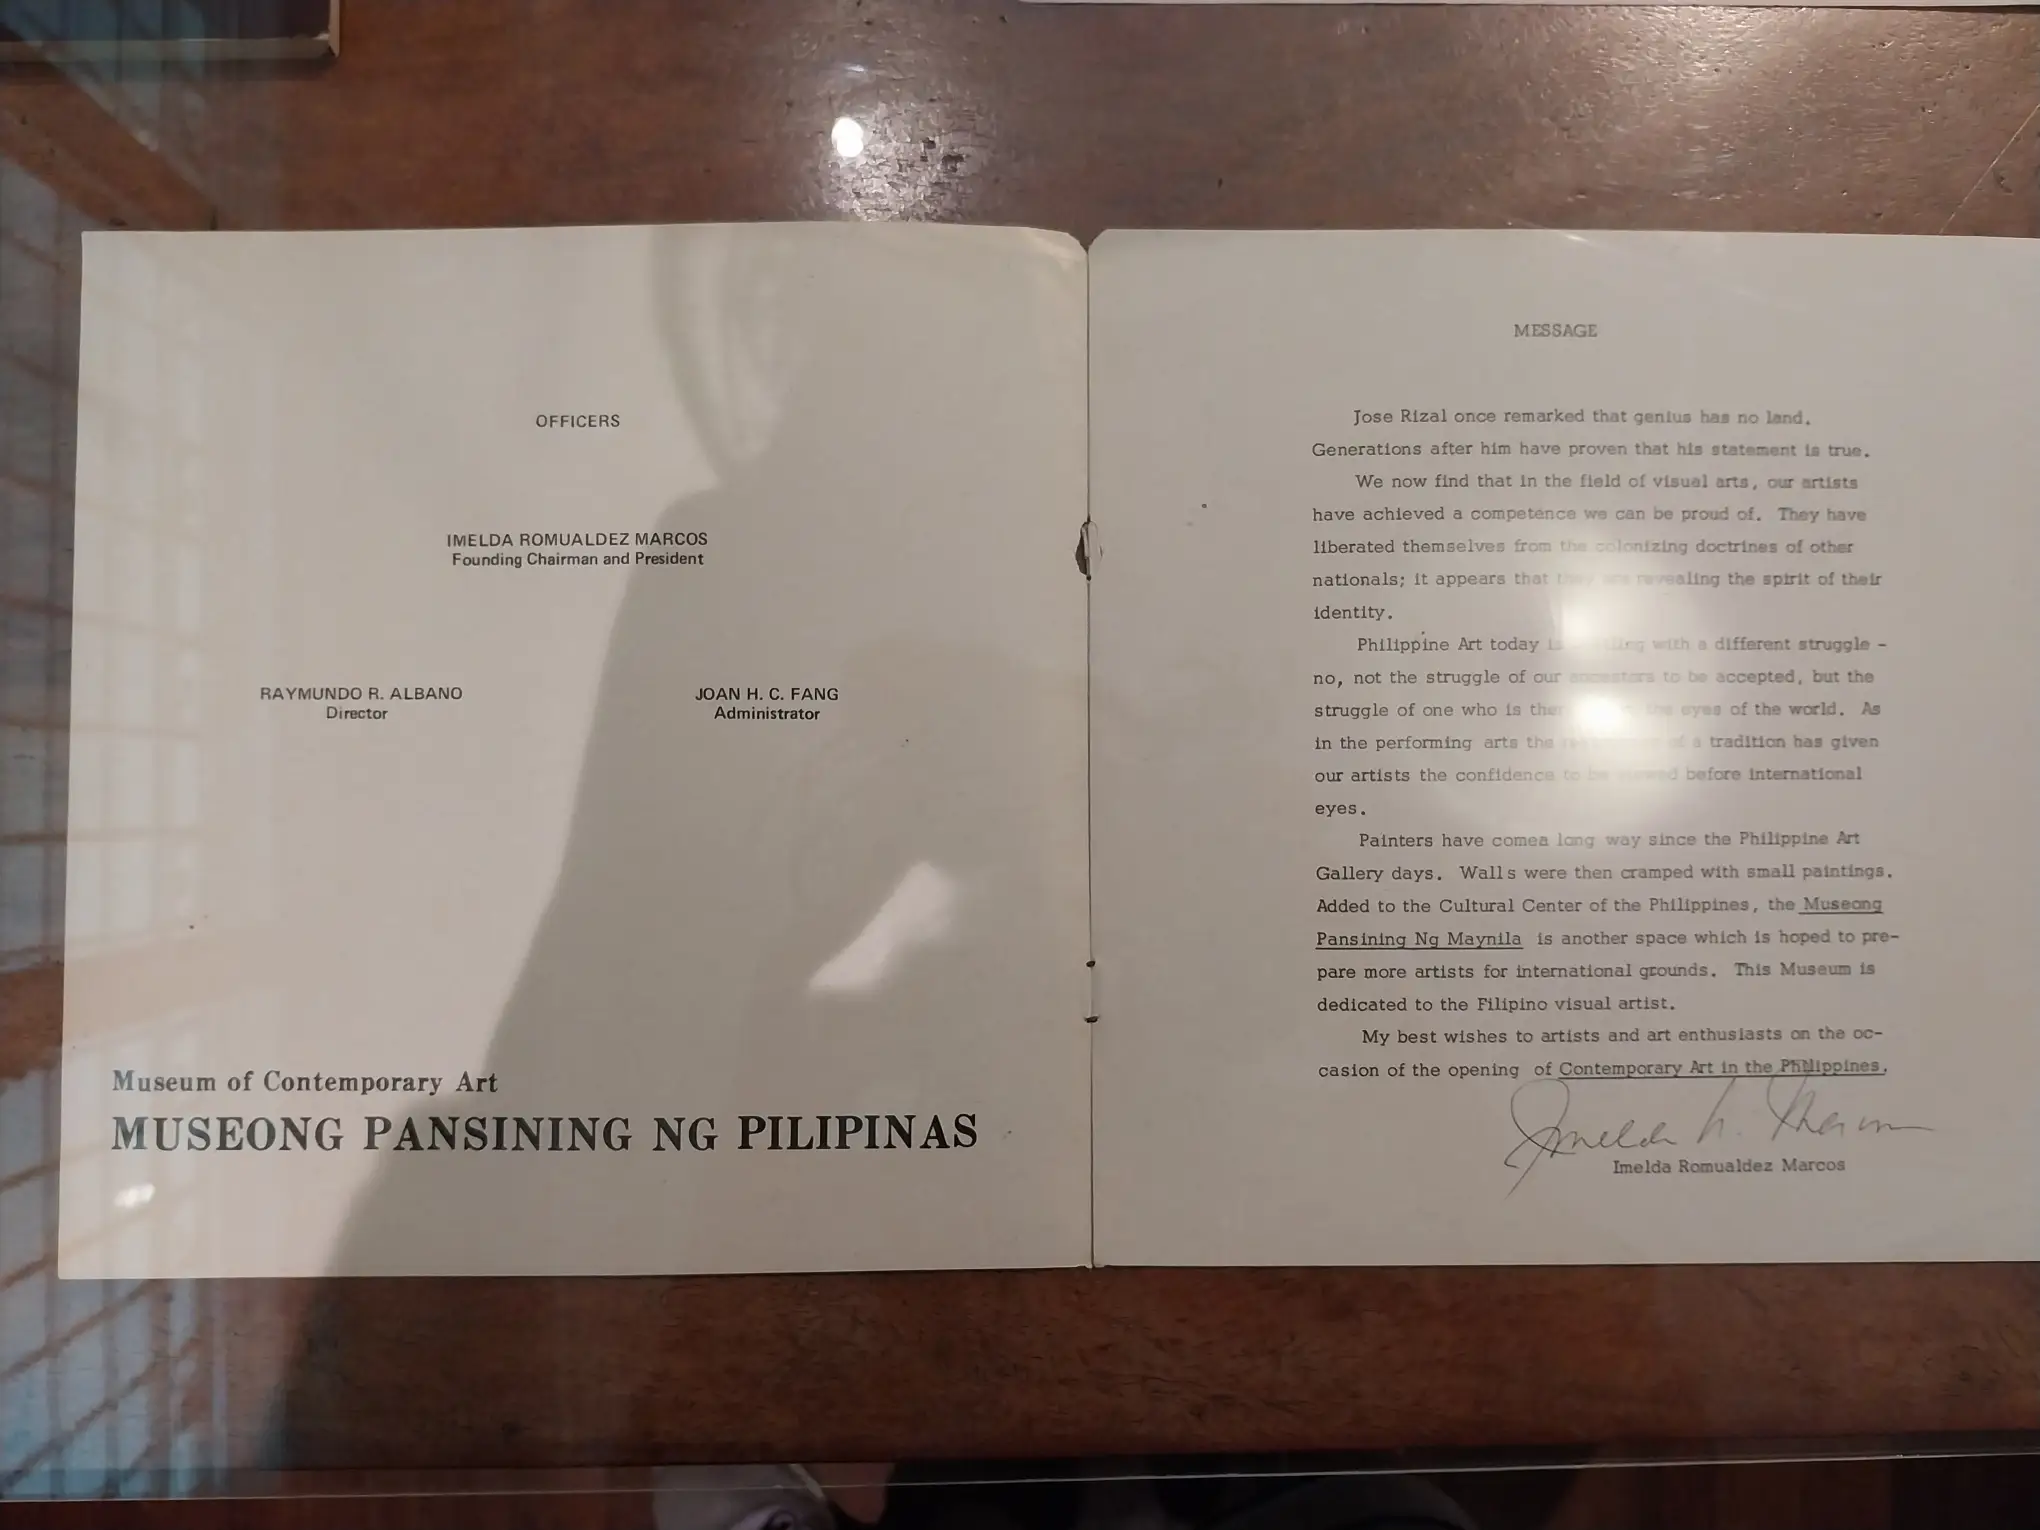 OFFICERS
IMELDA ROMUALDEZ MARCOS
Founding Chairman and President
RAYMUNDO R. ALBANO
Director
JOAN H. C. FANG
Administrator
Museum of Contemporary Art
MUSEONG PANSINING NG PILIPINAS
MESSAGE
Jose Rizal once remarked that genius has no land.
Generations after him have proven that his statement is true.
We now find that in the field of visual arts, our artists
have achieved a competence we can be proud of. They have
liberated themselves from the colonizing doctrines of other
nationals; it appears that they are revealing the spirit of their
identity.
Philippine Art today is with a different struggle -
no, not the struggle of our ancestors to be accepted, but the
struggle of one who is the eyes of the world. As
in the performing arts the of a tradition has given
our artists the confidence to be viewed before international
eyes.
Painters have comea long way since the Philippine Art
Gallery days. Walls were then cramped with small paintings.
Added to the Cultural Center of the Philippines, the Museong
Pansining Ng Maynila is another space which is hoped to pre-
pare more artists for international grounds. This Museum is
dedicated to the Filipino visual artist.
My best wishes to artists and art enthusiasts on the oc-
casion of the opening of Contemporary Art in the Philippines.
Imelda R. Marcos
Imelda Romualdez Marcos